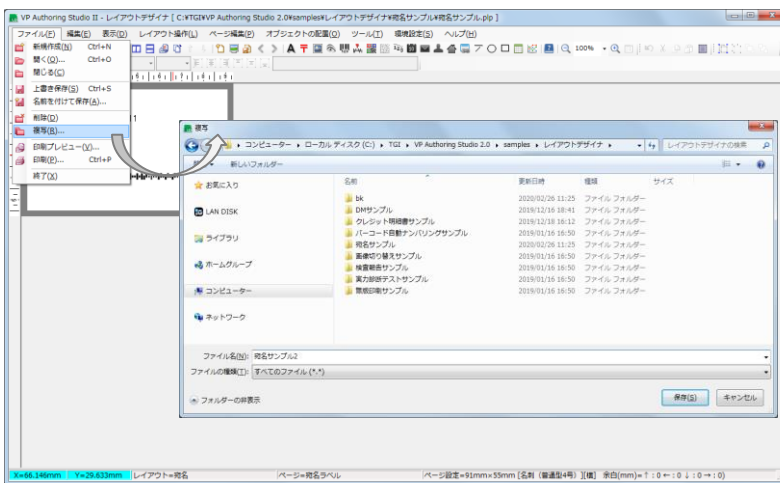 VP Authoring Studio II - レイアウトデザイナ [ C:¥TGI¥VP Authoring Studio 2.0¥samples¥レイアウトデザイナ¥宛名サンプル¥宛名サンプル.plp ]
ファイル(F) 編集(E) 表示(D) レイアウト操作(L) ページ編集(P) オブジェクトの配置(O) ツール(T) 環境設定(S) ヘルプ(H)
新規作成(N) Ctrl+N
100%
開く(O)... Ctrl+O
閉じる(C)
上書き保存(S) Ctrl+S
名前を付けて保存(A)...
削除(D)
複写(R)...
印刷プレビュー(V)...
印刷(P)... Ctrl+P
終了(X)
複写
コンピューター ▸ ローカル ディスク (C:) ▸ TGI ▸ VP Authoring Studio 2.0 ▸ samples ▸ レイアウトデザイナ ▸
レイアウトデザイナの検索
新しいフォルダー
お気に入り
LAN DISK
ライブラリ
ホームグループ
コンピューター
ネットワーク
名前 更新日時 種類 サイズ
bk 2020/02/26 11:25 ファイル フォルダー
DMサンプル 2019/12/16 18:41 ファイル フォルダー
クレジット明細書サンプル 2019/12/18 16:12 ファイル フォルダー
バーコード自動ナンバリングサンプル 2019/01/16 16:50 ファイル フォルダー
宛名サンプル 2020/02/26 11:25 ファイル フォルダー
画像切り替えサンプル 2019/01/16 16:50 ファイル フォルダー
検査報告サンプル 2019/01/16 16:50 ファイル フォルダー
実力診断テストサンプル 2019/01/16 16:50 ファイル フォルダー
無版印刷サンプル 2019/01/16 16:50 ファイル フォルダー
ファイル名(N): 宛名サンプル2
ファイルの種類(T): すべてのファイル (*.*)
フォルダーの非表示
保存(S) キャンセル
X=66.146mm Y=29.633mm レイアウト=宛名 ページ=宛名ラベル ページ設定=91mm×55mm [名刺（普通型4号）][横] 余白(mm)=↑:0 ←:0 ↓:0 →:0)